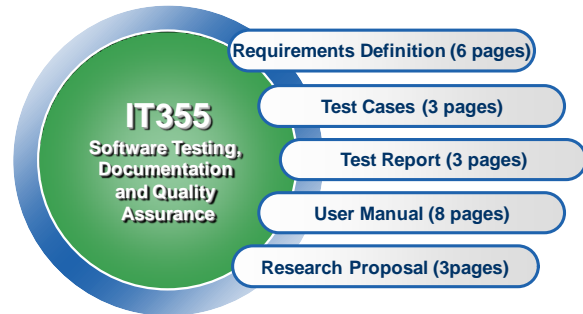 IT355
Software Testing,
Documentation
and Quality
Assurance
Requirements Definition (6 pages)
Test Cases (3 pages)
Test Report (3 pages)
User Manual (8 pages)
Research Proposal (3pages)